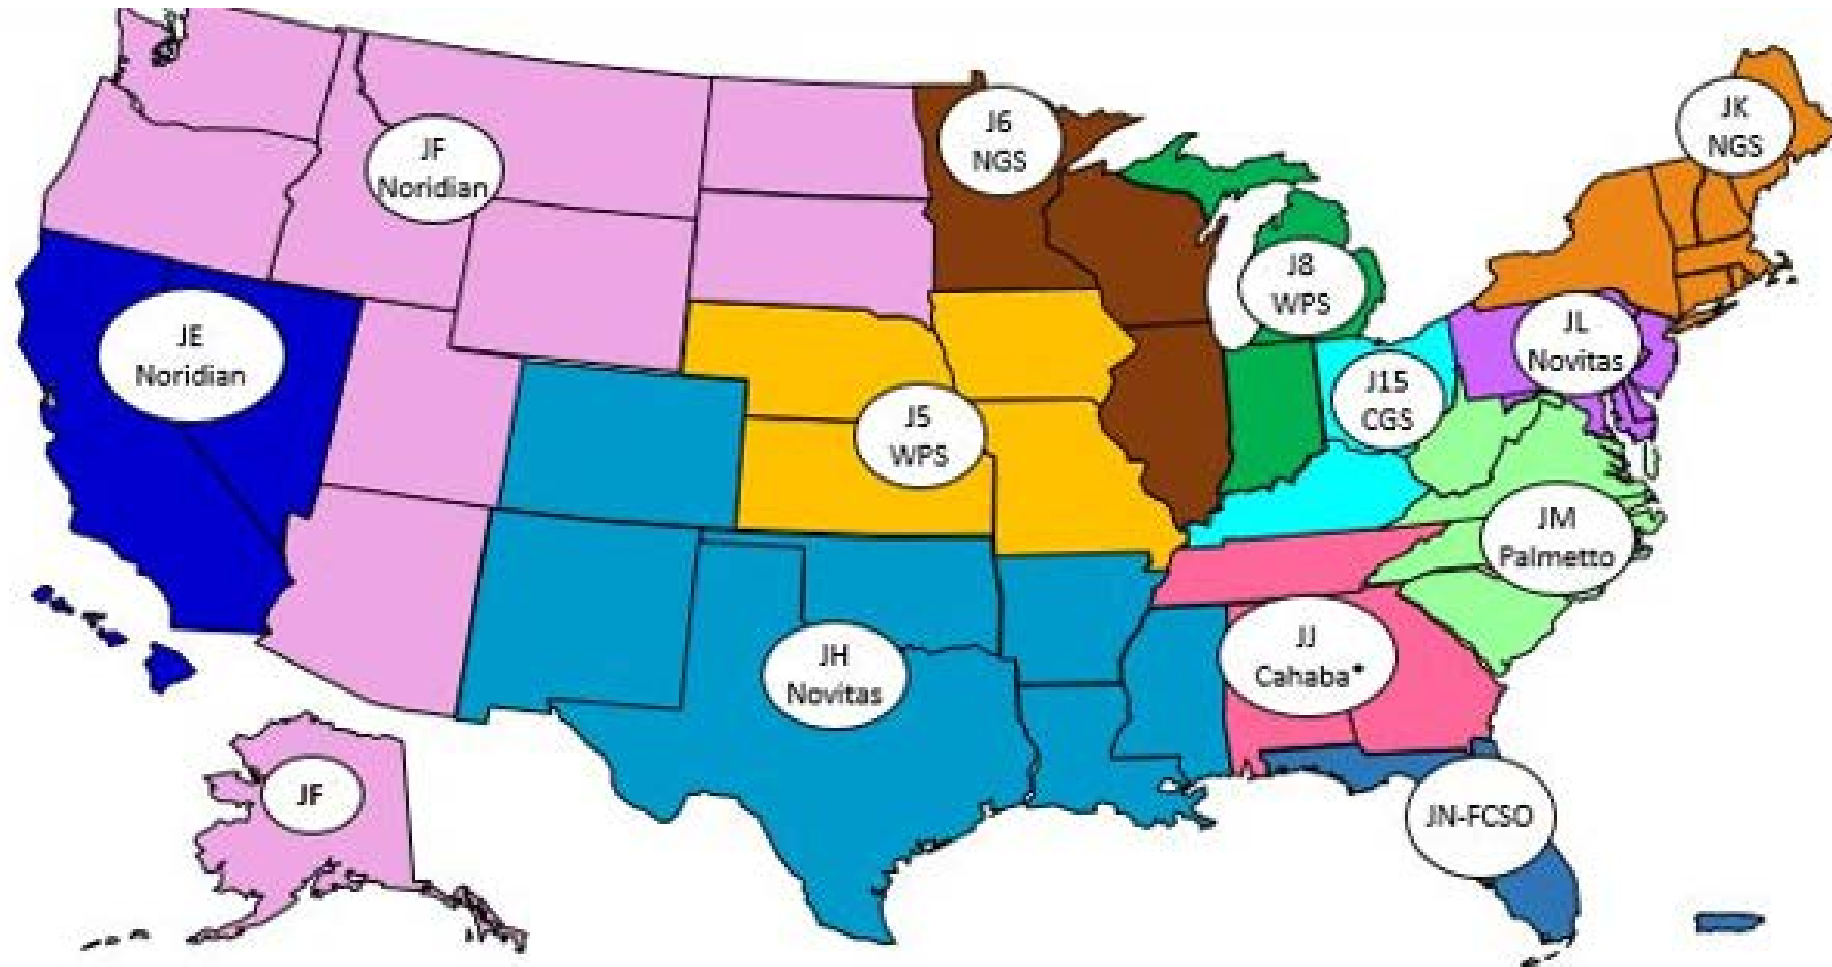 JF
Noridian
J6
NGS
JK
NGS
JE
Noridian
J8
WPS
JL
Novitas
J5
WPS
J15
CGS
JM
Palmetto
JH
Novitas
JJ
Cahaba*
JF
JN-FCSO